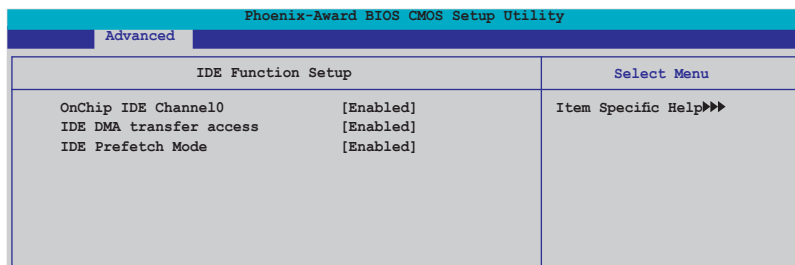 Phoenix-Award BIOS CMOS Setup Utility
Advanced
IDE Function Setup
Select Menu
OnChip IDE Channel0 [Enabled]
Item Specific Help
IDE DMA transfer access [Enabled]
IDE Prefetch Mode [Enabled]